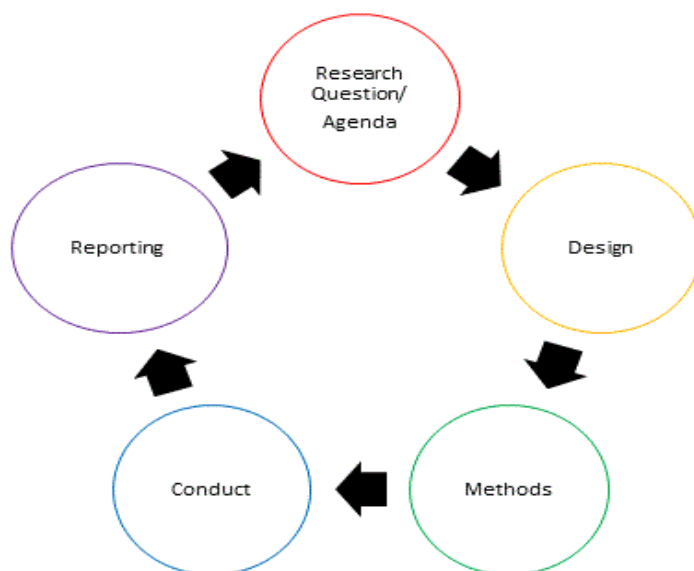 Research
Question/
Agenda
Design
Methods
Conduct
Reporting